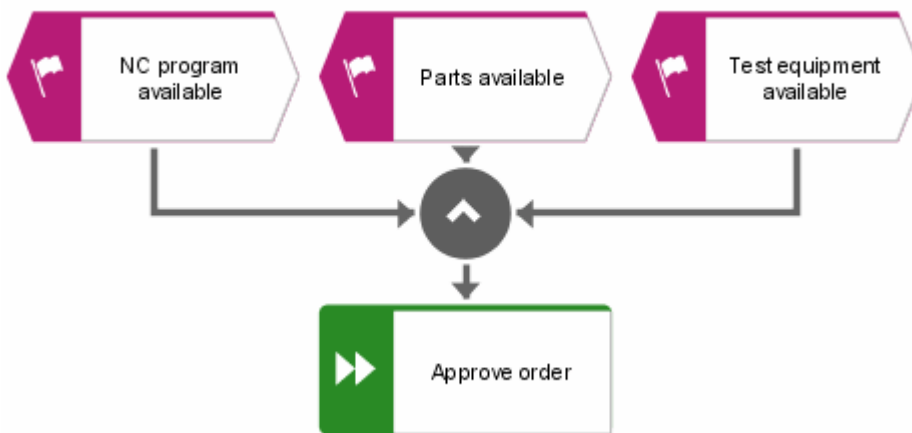 NC program
available
Parts available
Test equipment
available
Approve order